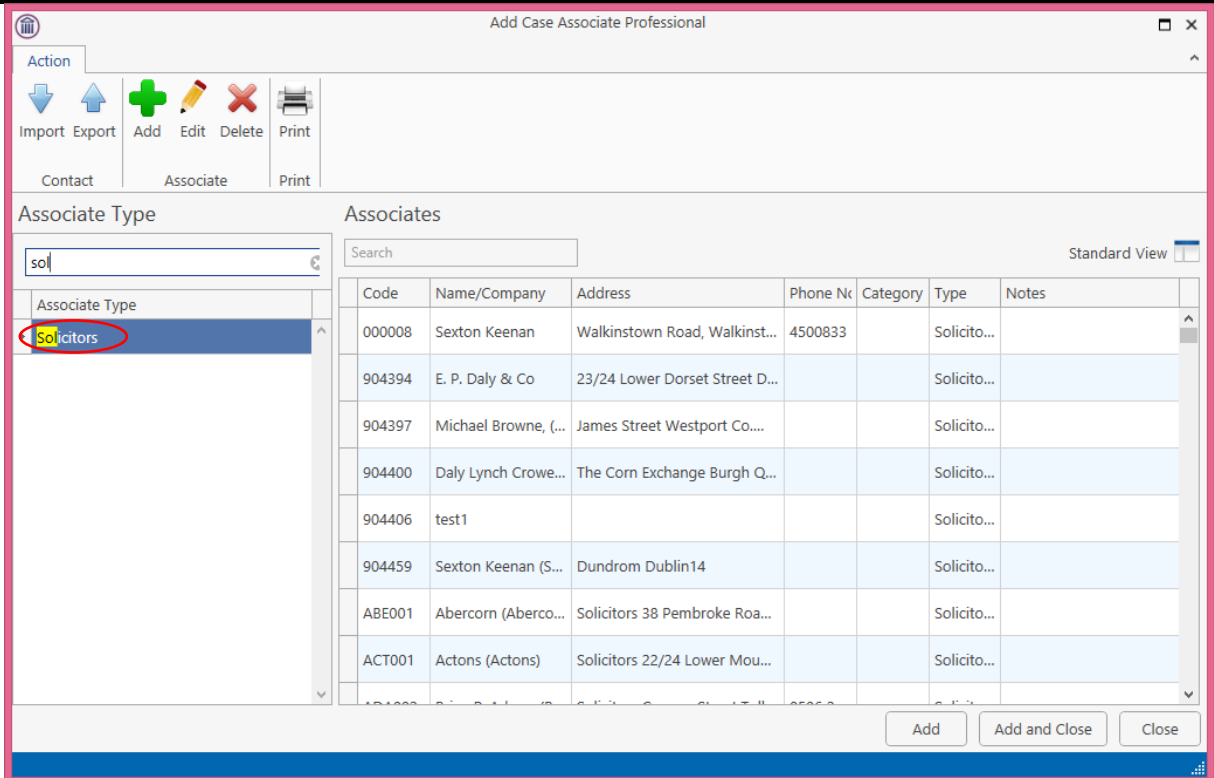 Add Case Associate Professional
Action
Import Export Add Edit Delete Print
Contact Associate Print
Associate Type
Associates
sol
Search
Standard View
Associate Type
Solicitors
Code Name/Company Address Phone No Category Type Notes
000008 Sexton Keenan Walkinstown Road, Walkinst... 4500833 Solicito...
904394 E. P. Daly & Co 23/24 Lower Dorset Street D... Solicito...
904397 Michael Browne, (... James Street Westport Co.... Solicito...
904400 Daly Lynch Crowe... The Corn Exchange Burgh Q... Solicito...
904406 test1 Solicito...
904459 Sexton Keenan (S... Dundrom Dublin14 Solicito...
ABE001 Abercorn (Aberco... Solicitors 38 Pembroke Roa... Solicito...
ACT001 Actons (Actons) Solicitors 22/24 Lower Mou... Solicito...
Add Add and Close Close